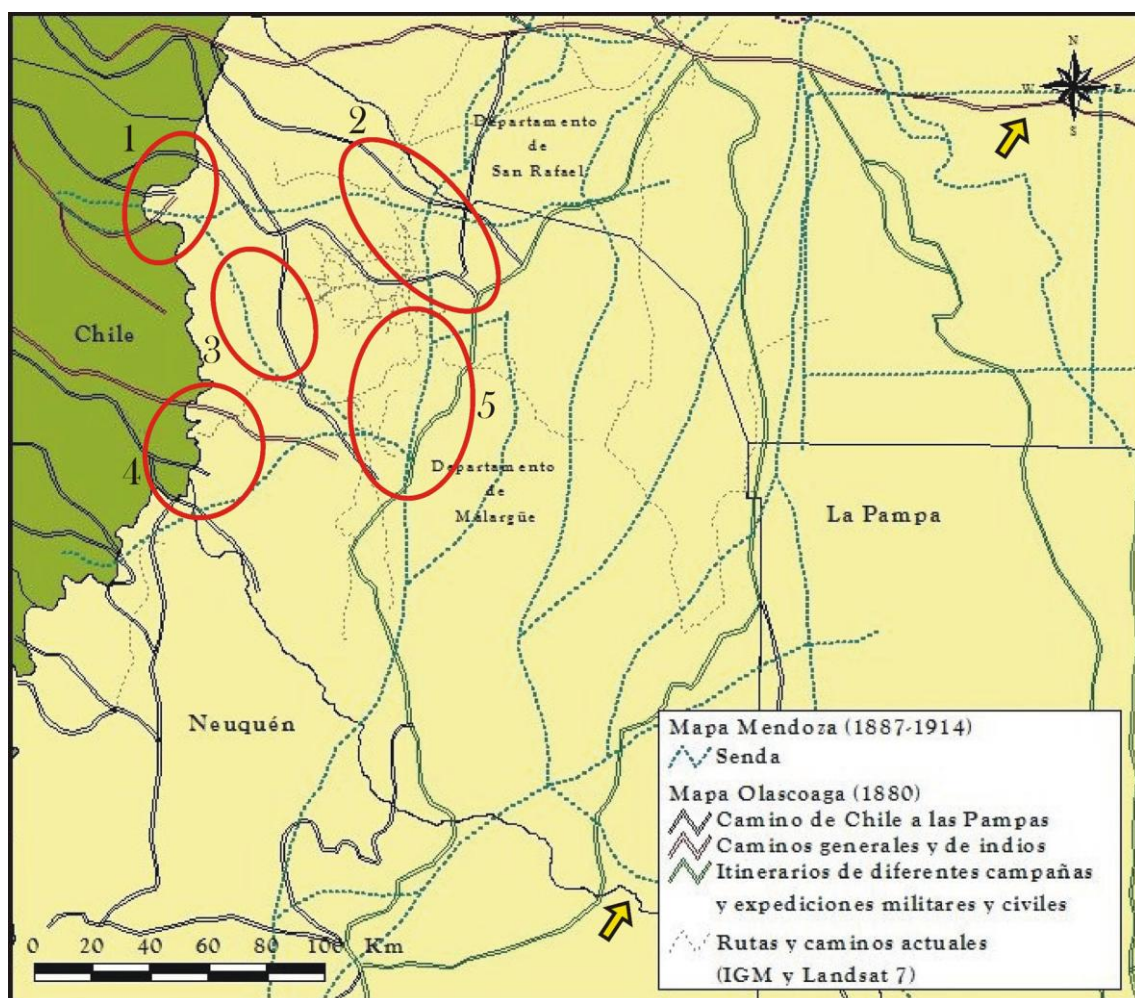 N
W
E
S
1
2
Departamento
de
San Rafael
Chile
3
4
5
Departamento
de
Malargüe
La Pampa
Neuquén
0 20 40 60 80 100 Km
Mapa Mendoza (1887-1914)
Senda
Mapa Olascoaga (1880)
Camino de Chile a las Pampas
Caminos generales y de indios
Itinerarios de diferentes campañas
y expediciones militares y civiles
Rutas y caminos actuales
(IGM y Landsat 7)